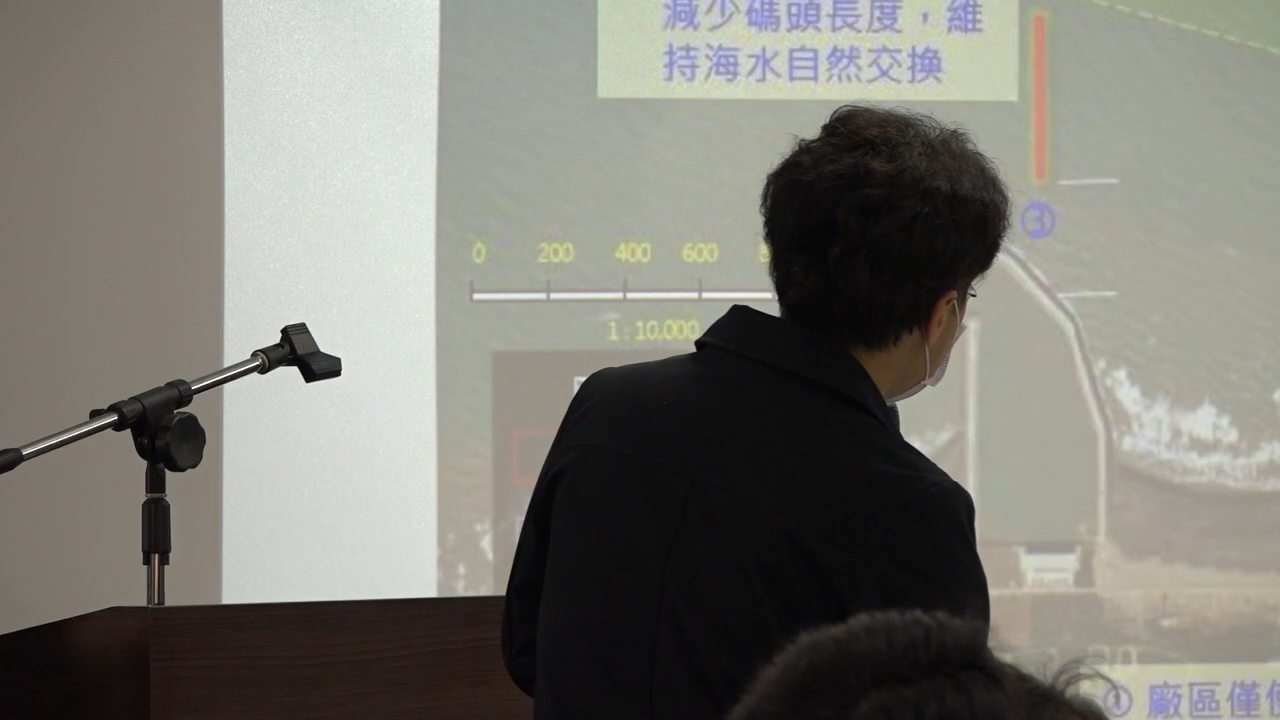 減少碼頭長度，維
持海水自然交換
③
0 200 400 600
1 : 10,000
① 廠區僅